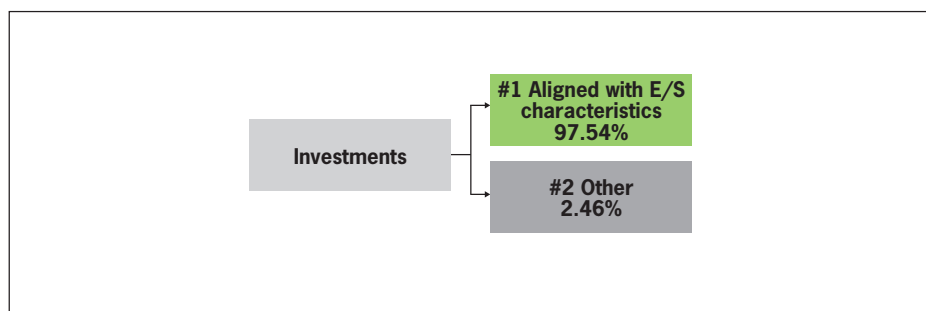 #1 Aligned with E/S
characteristics
97.54%
Investments
#2 Other
2.46%